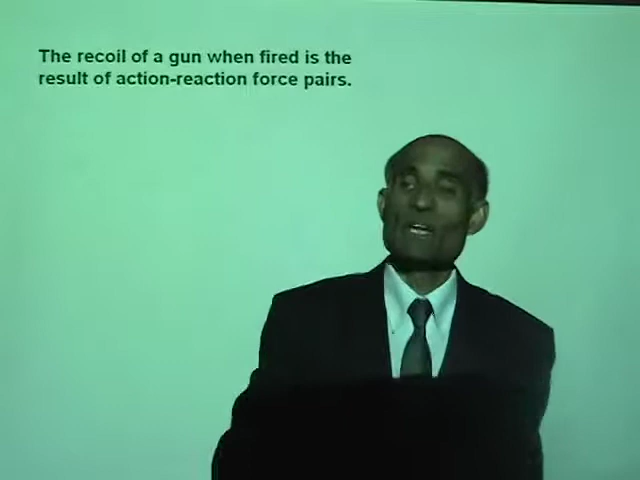 The recoil of a gun when fired is the
result of action-reaction force pairs.